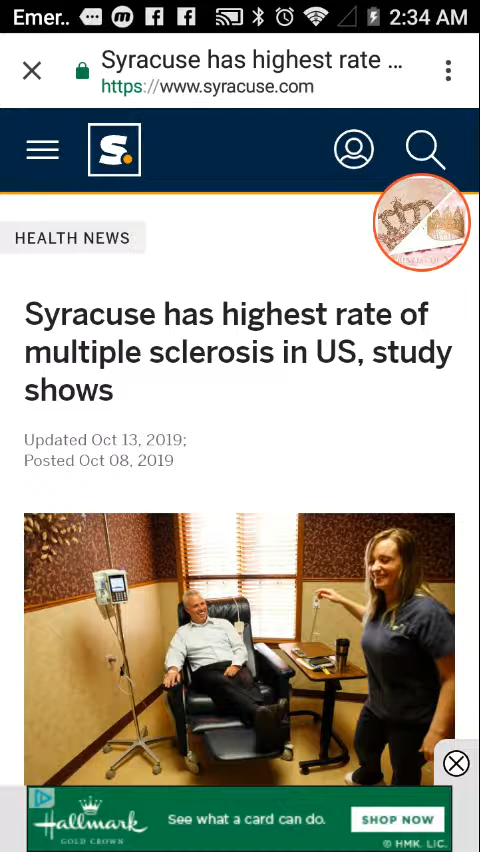 Emer.. 2:34 AM
Syracuse has highest rate ...
https://www.syracuse.com
S.
HEALTH NEWS
Syracuse has highest rate of
multiple sclerosis in US, study
shows
Updated Oct 13, 2019;
Posted Oct 08, 2019
Hallmark
GOLD CROWN
See what a card can do.
SHOP NOW
© HMK. LIC.